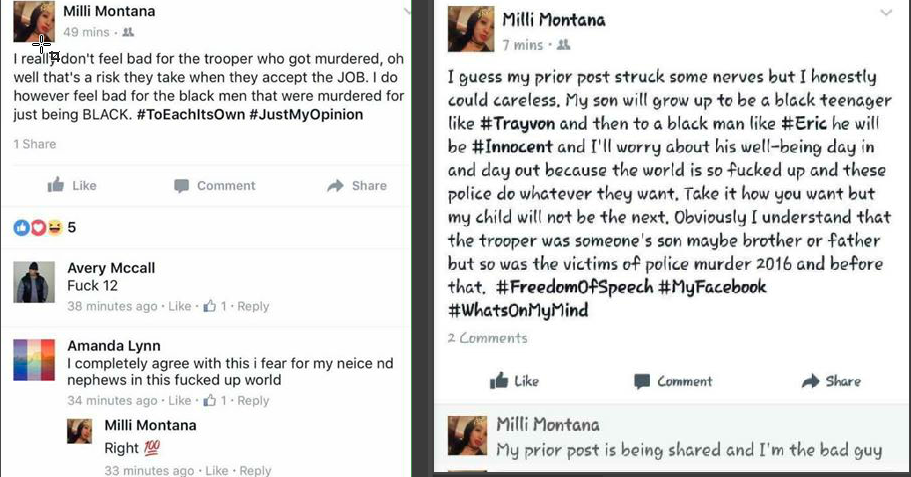 Milli Montana
49 mins ·
I really don't feel bad for the trooper who got murdered, oh
well that's a risk they take when they accept the JOB. I do
however feel bad for the black men that were murdered for
just being BLACK. #ToEachItsOwn #JustMyOpinion
1 Share
Like Comment Share
5
Avery Mccall
Fuck 12
38 minutes ago · Like · 1 · Reply
Amanda Lynn
I completely agree with this i fear for my neice nd
nephews in this fucked up world
34 minutes ago · Like · 1 · Reply
Milli Montana
Right 💯
33 minutes ago · Like · Reply
Milli Montana
7 mins ·
I guess my prior post struck some nerves but I honestly
could careless. My son will grow up to be a black teenager
like #Trayvon and then to a black man like #Eric he will
be #Innocent and I'll worry about his well-being day in
and day out because the world is so fucked up and these
police do whatever they want. Take it how you want but
my child will not be the next. Obviously I understand that
the trooper was someone's son maybe brother or father
but so was the victims of police murder 2016 and before
that. #FreedomOfSpeech #MyFacebook
#WhatsOnMyMind
2 Comments
Like Comment Share
Milli Montana
My prior post is being shared and I'm the bad guy